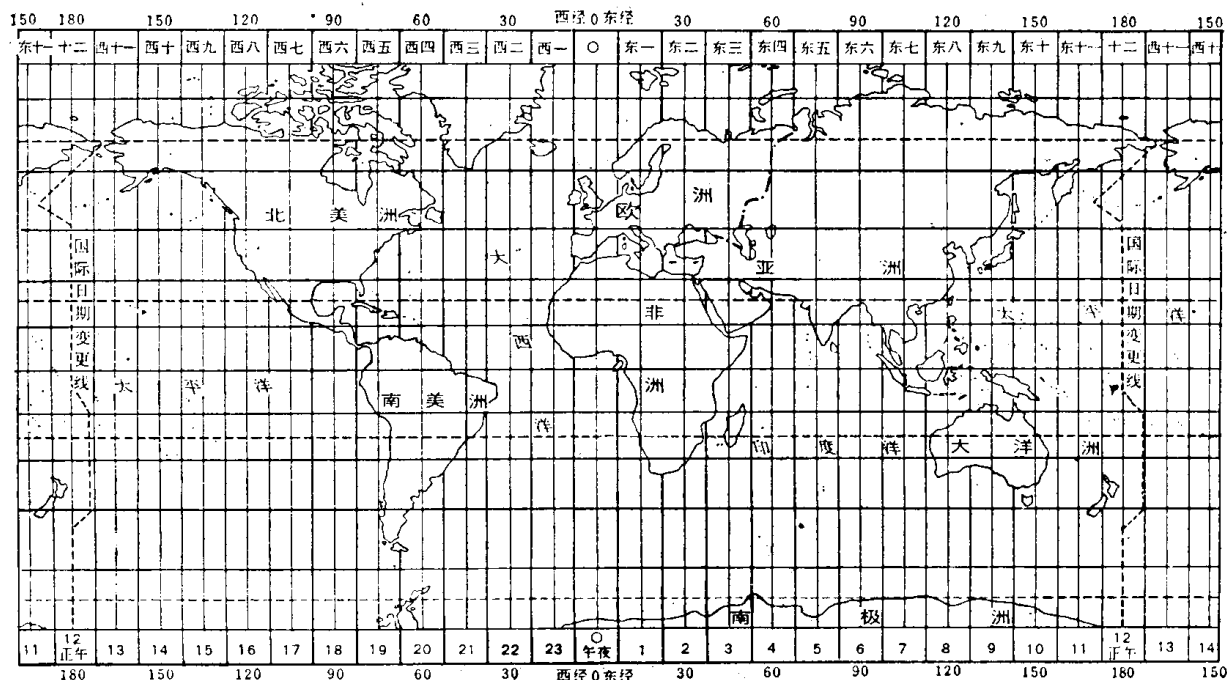 150 180 150 120 90 60 30 西经0东经 30 60 90 120 150 180 150
东十一 十二 西十一 西十 西九 西八 西七 西六 西五 西四 西三 西二 西一 0 东一 东二 东三 东四 东五 东六 东七 东八 东九 东十 东十一 十二 西十一 西十
北美洲
欧洲
亚洲
非洲
南美洲
大洋洲
南极洲
大西洋
太平洋
印度洋
太平洋
国际日期变更线
国际日期变更线
11 12正午 13 14 15 16 17 18 19 20 21 22 23 0午夜 1 2 3 4 5 6 7 8 9 10 11 12正午 13 14
180 150 120 90 60 30 西经0东经 30 60 90 120 150 180 150